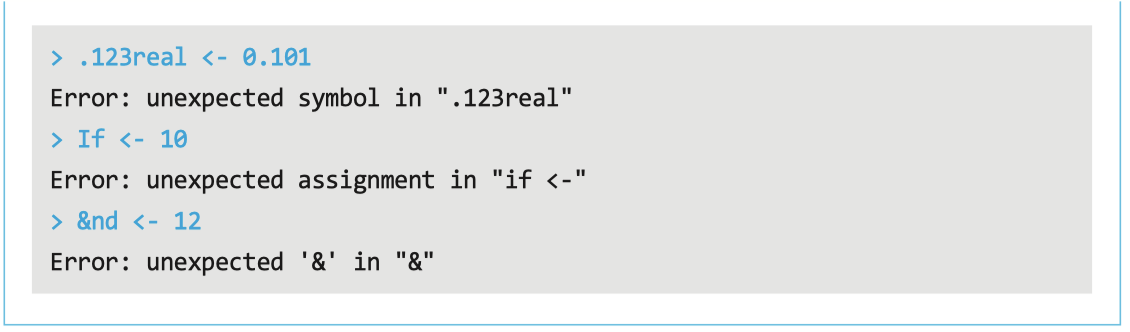 > .123real <- 0.101
Error: unexpected symbol in ".123real"
> If <- 10
Error: unexpected assignment in "if <-"
> &nd <- 12
Error: unexpected '&' in "&"